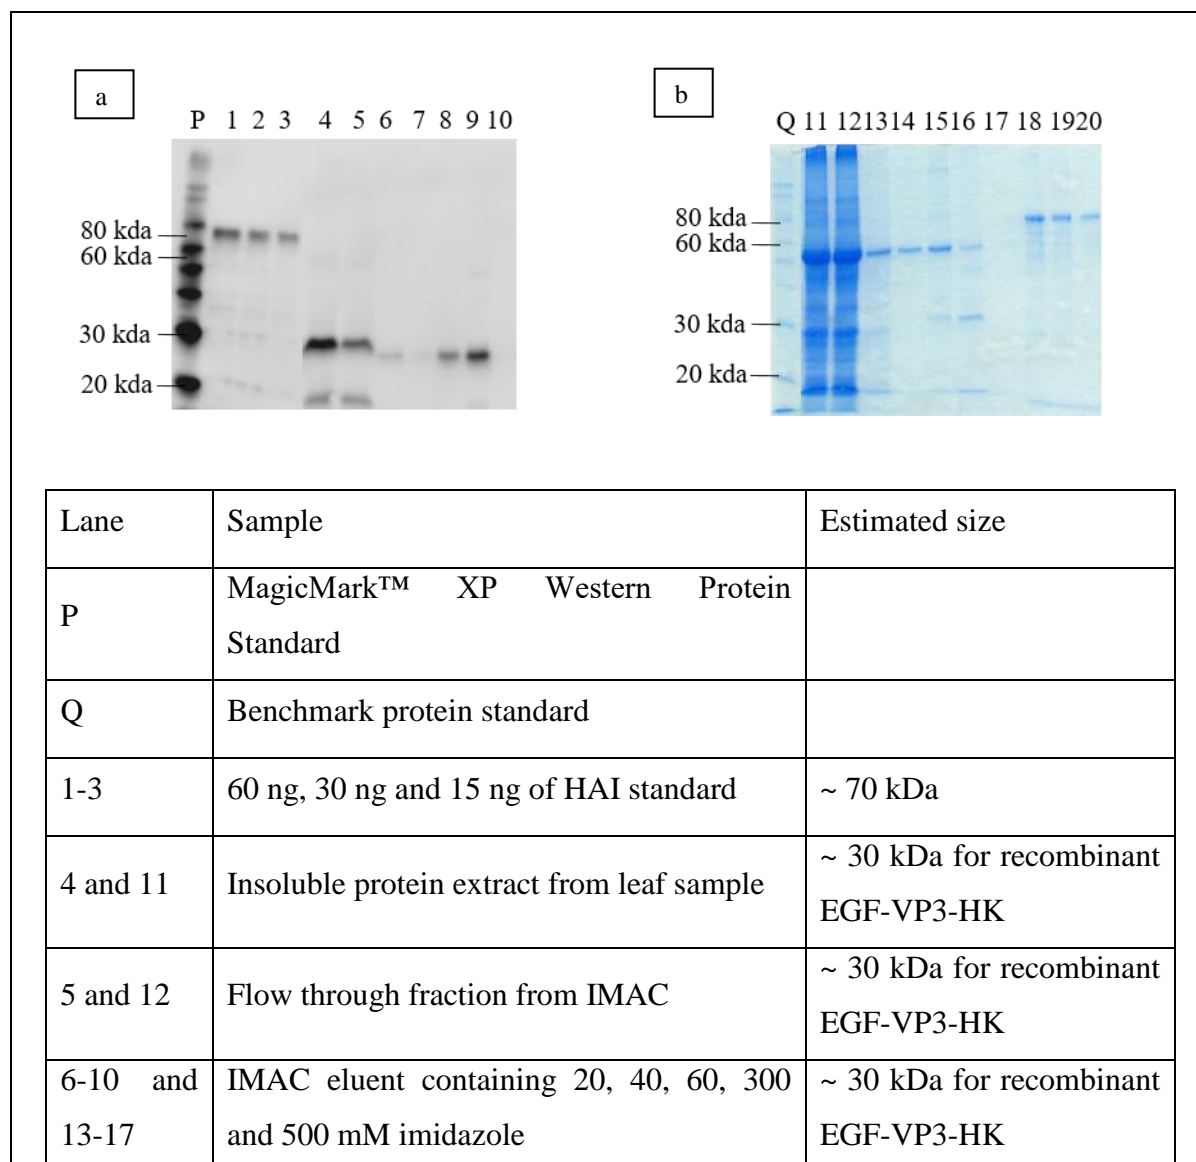 a
b
P 1 2 3 4 5 6 7 8 9 10
Q 11 12 13 14 15 16 17 18 19 20
80 kda
60 kda
30 kda
20 kda
80 kda
60 kda
30 kda
20 kda
Lane Sample Estimated size
P MagicMark™ XP Western Protein
Standard
Q Benchmark protein standard
1-3 60 ng, 30 ng and 15 ng of HAI standard ~ 70 kDa
4 and 11 Insoluble protein extract from leaf sample ~ 30 kDa for recombinant
EGF-VP3-HK
5 and 12 Flow through fraction from IMAC ~ 30 kDa for recombinant
EGF-VP3-HK
6-10 and IMAC eluent containing 20, 40, 60, 300 ~ 30 kDa for recombinant
13-17 and 500 mM imidazole EGF-VP3-HK